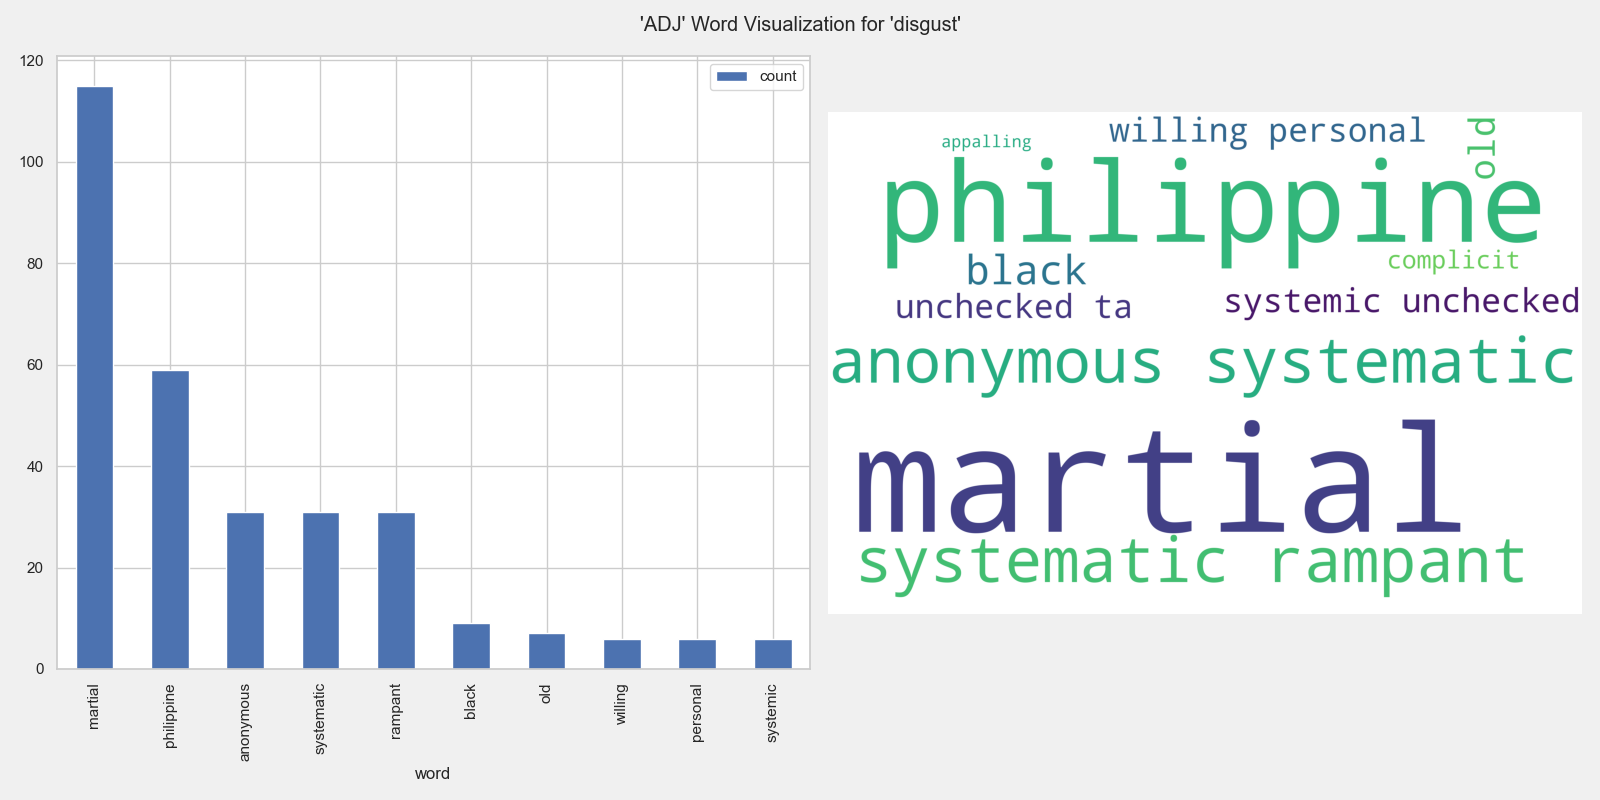 'ADJ' Word Visualization for 'disgust'
120
100
80
60
40
20
0
count
martial
philippine
anonymous
systematic
rampant
black
old
willing
personal
systemic
word
willing personal
old
appalling
philippine
black
complicit
unchecked ta
systemic unchecked
anonymous systematic
martial
systematic rampant